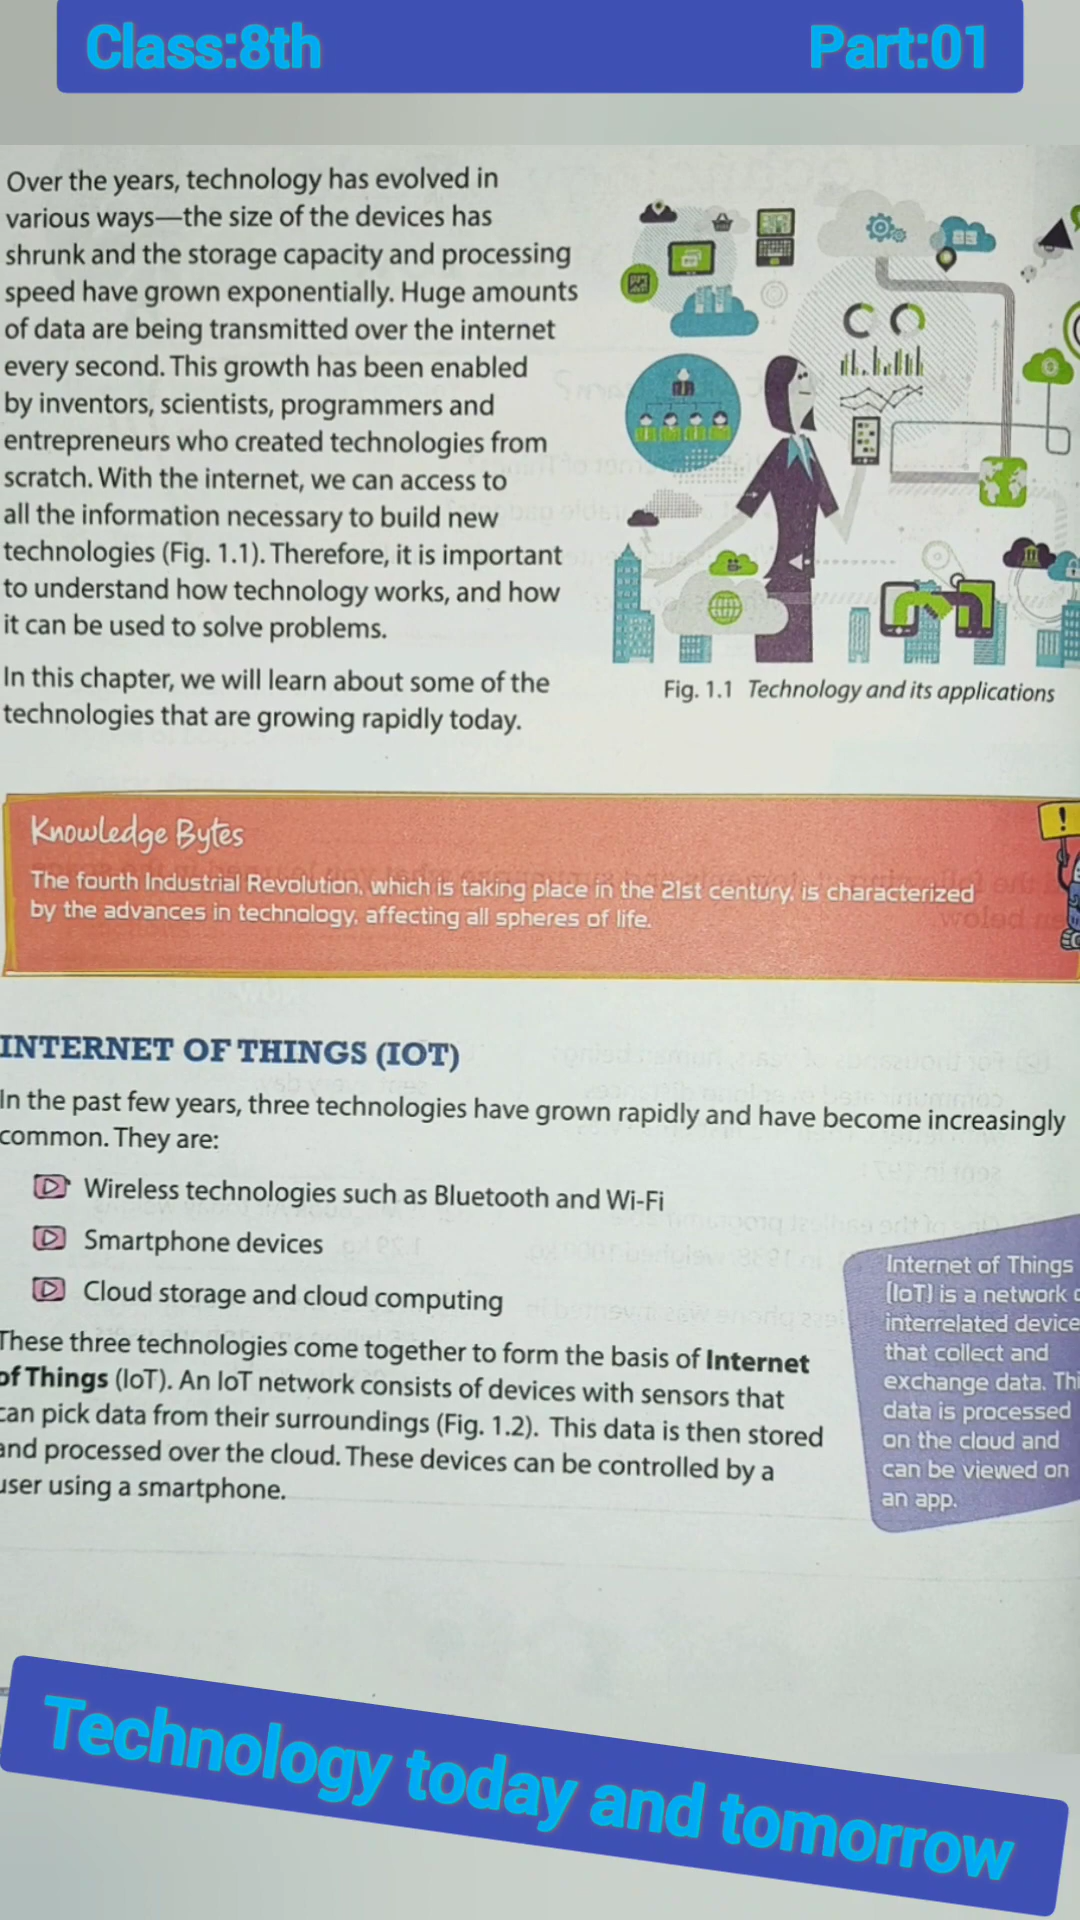 Class:8th Part:01
Over the years, technology has evolved in
various ways—the size of the devices has
shrunk and the storage capacity and processing
speed have grown exponentially. Huge amounts
of data are being transmitted over the internet
every second. This growth has been enabled
by inventors, scientists, programmers and
entrepreneurs who created technologies from
scratch. With the internet, we can access to
all the information necessary to build new
technologies (Fig. 1.1). Therefore, it is important
to understand how technology works, and how
it can be used to solve problems.
In this chapter, we will learn about some of the
technologies that are growing rapidly today.
Fig. 1.1 Technology and its applications
Knowledge Bytes
The fourth Industrial Revolution, which is taking place in the 21st century, is characterized
by the advances in technology, affecting all spheres of life.
!
INTERNET OF THINGS (IOT)
In the past few years, three technologies have grown rapidly and have become increasingly
common. They are:
Wireless technologies such as Bluetooth and Wi-Fi
Smartphone devices
Cloud storage and cloud computing
These three technologies come together to form the basis of Internet
of Things (IoT). An IoT network consists of devices with sensors that
can pick data from their surroundings (Fig. 1.2). This data is then stored
and processed over the cloud. These devices can be controlled by a
user using a smartphone.
Internet of Things
(IoT) is a network
interrelated device
that collect and
exchange data. Thi
data is processed
on the cloud and
can be viewed on
an app.
Technology today and tomorrow